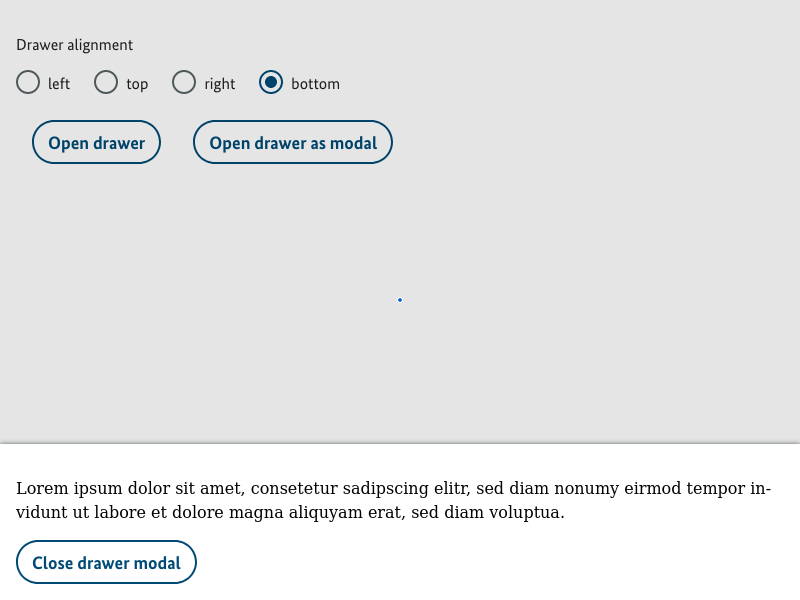 Drawer alignment
left top right bottom
Open drawer Open drawer as modal
Lorem ipsum dolor sit amet, consetetur sadipscing elitr, sed diam nonumy eirmod tempor in-
vidunt ut labore et dolore magna aliquyam erat, sed diam voluptua.
Close drawer modal